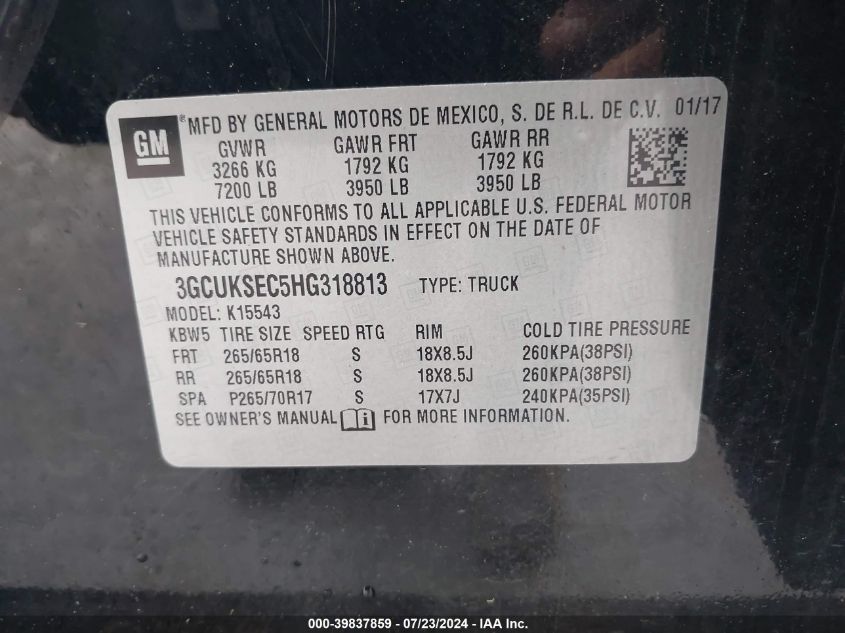 GM
® MFD BY GENERAL MOTORS DE MEXICO, S. DE R.L. DE C.V. 01/17
GVWR GAWR FRT GAWR RR
3266 KG 1792 KG 1792 KG
7200 LB 3950 LB 3950 LB
THIS VEHICLE CONFORMS TO ALL APPLICABLE U.S. FEDERAL MOTOR
VEHICLE SAFETY STANDARDS IN EFFECT ON THE DATE OF
MANUFACTURE SHOWN ABOVE.
3GCUKSEC5HG318813 TYPE: TRUCK
MODEL: K15543
KBW5 TIRE SIZE SPEED RTG RIM COLD TIRE PRESSURE
FRT 265/65R18 S 18X8.5J 260KPA(38PSI)
RR 265/65R18 S 18X8.5J 260KPA(38PSI)
SPA P265/70R17 S 17X7J 240KPA(35PSI)
SEE OWNER'S MANUAL i FOR MORE INFORMATION.
000-39837859 / 07/23/2024 / © IAA Inc.